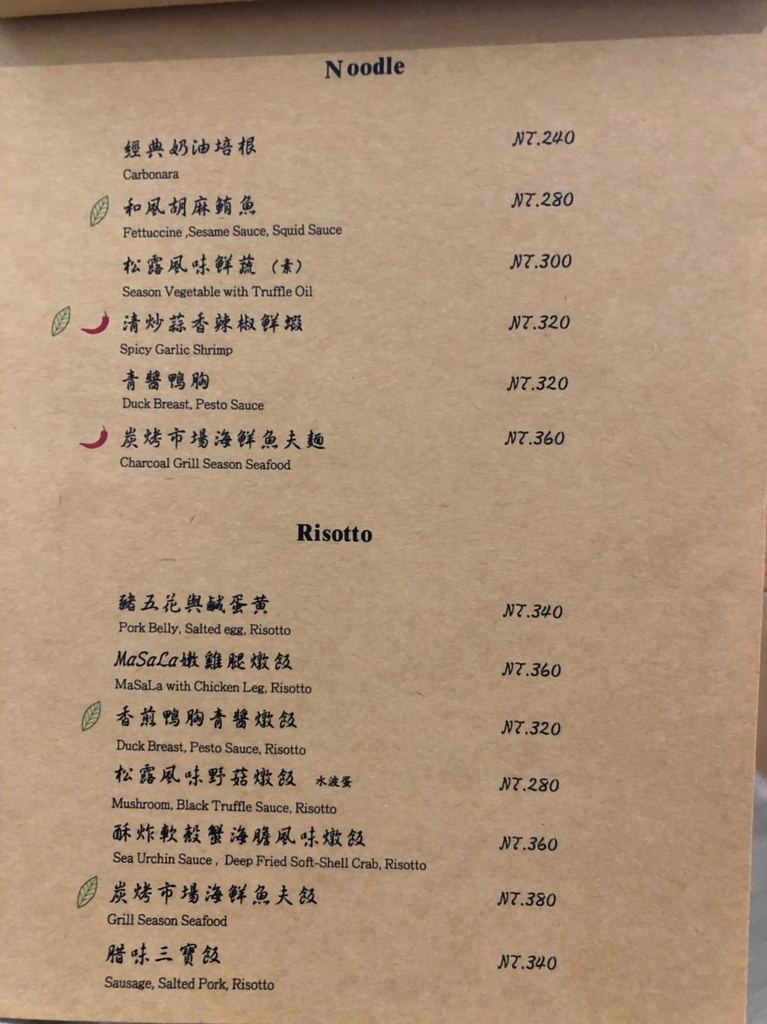 Noodle
經典奶油培根 NT.240
Carbonara
和風胡麻鮪魚 NT.280
Fettuccine ,Sesame Sauce, Squid Sauce
松露風味鮮蔬（素） NT.300
Season Vegetable with Truffle Oil
清炒蒜香辣椒鮮蝦 NT.320
Spicy Garlic Shrimp
青醬鴨胸 NT.320
Duck Breast, Pesto Sauce
炭烤市場海鮮魚夫麵 NT.360
Charcoal Grill Season Seafood
Risotto
豬五花與鹹蛋黃 NT.340
Pork Belly, Salted egg, Risotto
MaSaLa嫩雞腿燉飯 NT.360
MaSaLa with Chicken Leg, Risotto
香煎鴨胸青醬燉飯 NT.320
Duck Breast, Pesto Sauce, Risotto
松露風味野菇燉飯 水波蛋 NT.280
Mushroom, Black Truffle Sauce, Risotto
酥炸軟殼蟹海膽風味燉飯 NT.360
Sea Urchin Sauce , Deep Fried Soft-Shell Crab, Risotto
炭烤市場海鮮魚夫飯 NT.380
Grill Season Seafood
腊味三寶飯 NT.340
Sausage, Salted Pork, Risotto